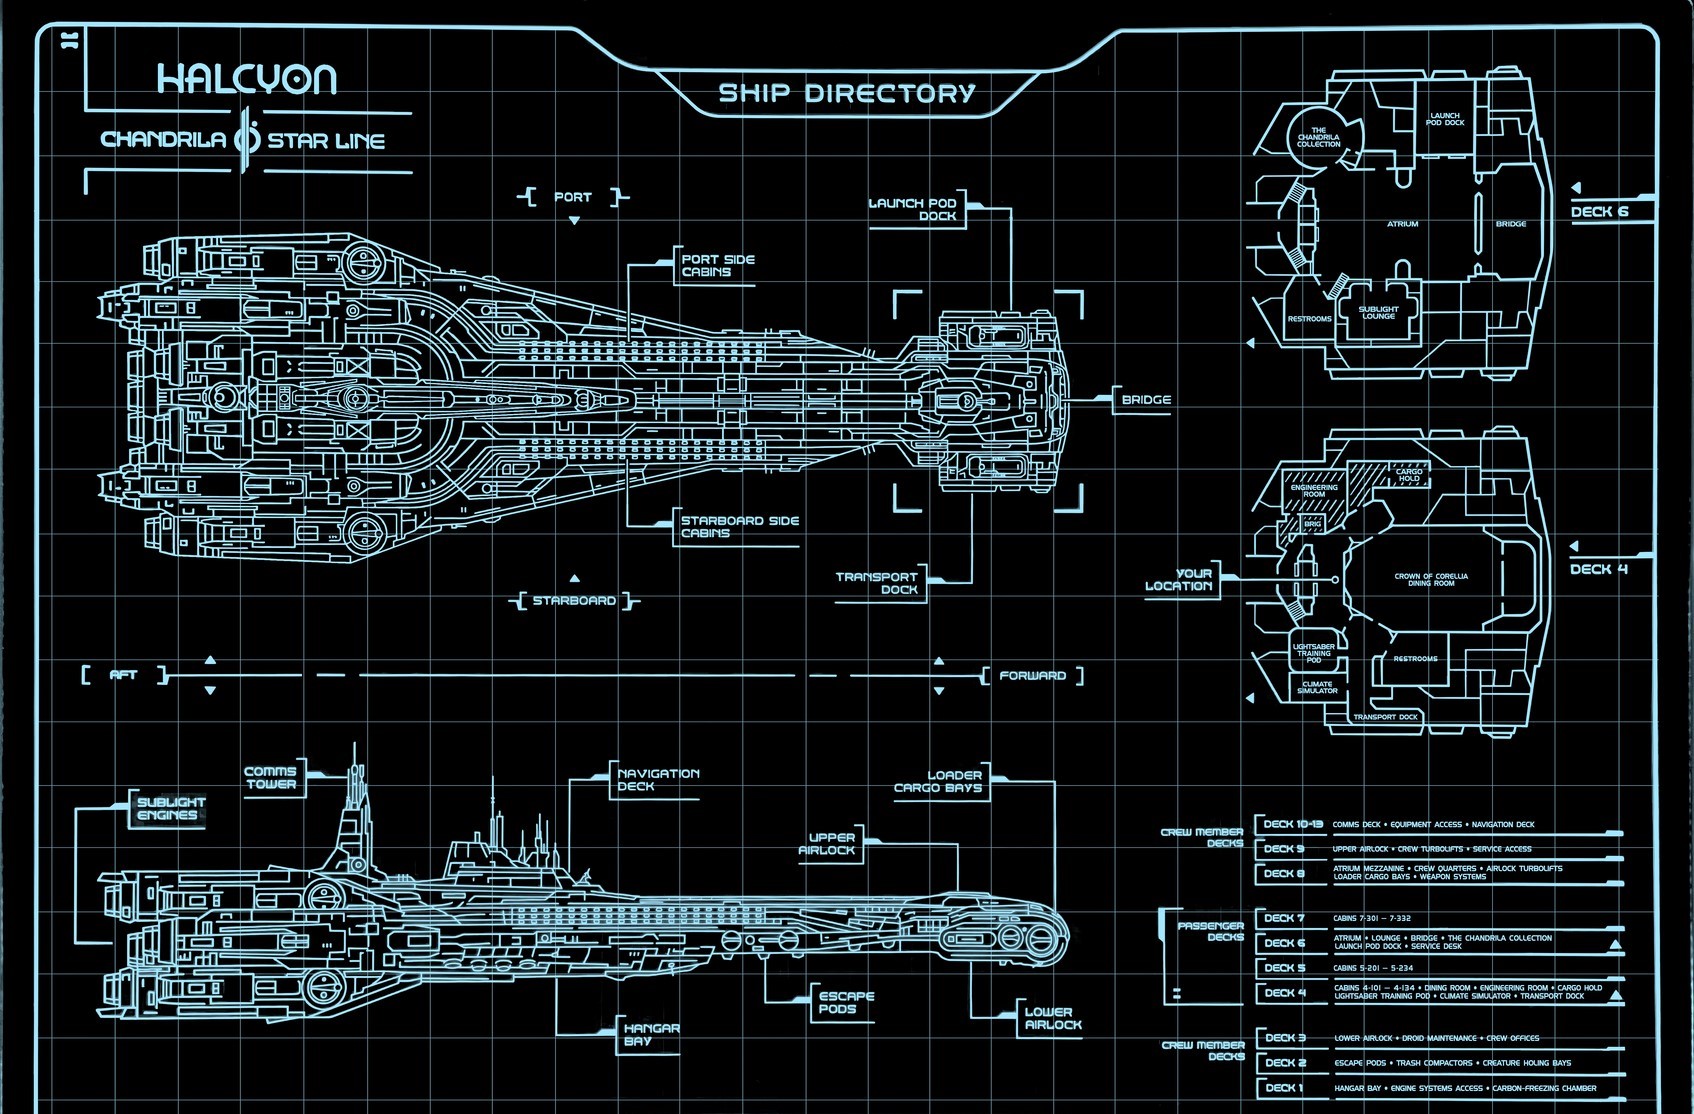 HALCYON
CHANDRILA STAR LINE
SHIP DIRECTORY
PORT
LAUNCH POD
DOCK
PORT SIDE
CABINS
BRIDGE
STARBOARD SIDE
CABINS
TRANSPORT
DOCK
STARBOARD
AFT
FORWARD
THE
CHANDRILA
COLLECTION
LAUNCH
POD DOCK
ATRIUM
BRIDGE
RESTROOMS
SUBLIGHT
LOUNGE
DECK 6
ENGINEERING
ROOM
CARGO
HOLD
BRIG
YOUR
LOCATION
CROWN OF CORELLIA
DINING ROOM
LIGHTSABER
TRAINING
POD
RESTROOMS
CLIMATE
SIMULATOR
TRANSPORT DOCK
DECK 4
COMMS
TOWER
SUBLIGHT
ENGINES
NAVIGATION
DECK
LOADER
CARGO BAYS
UPPER
AIRLOCK
ESCAPE
PODS
HANGAR
BAY
LOWER
AIRLOCK
CREW MEMBER
DECKS
DECK 10-13 COMMS DECK • EQUIPMENT ACCESS • NAVIGATION DECK
DECK 9 UPPER AIRLOCK • CREW TURBOLIFTS • SERVICE ACCESS
DECK 8 ATRIUM MEZZANINE • CREW QUARTERS • AIRLOCK TURBOLIFTS
LOADER CARGO BAYS • WEAPON SYSTEMS
PASSENGER
DECKS
DECK 7 CABINS 7-301 – 7-332
DECK 6 ATRIUM • LOUNGE • BRIDGE • THE CHANDRILA COLLECTION
LAUNCH POD DOCK • SERVICE DESK
DECK 5 CABINS 5-201 – 5-234
DECK 4 CABINS 4-101 – 4-134 • DINING ROOM • ENGINEERING ROOM • CARGO HOLD
LIGHTSABER TRAINING POD • CLIMATE SIMULATOR • TRANSPORT DOCK
CREW MEMBER
DECKS
DECK 3 LOWER AIRLOCK • DROID MAINTENANCE • CREW OFFICES
DECK 2 ESCAPE PODS • TRASH COMPACTORS • CREATURE HOLING BAYS
DECK 1 HANGAR BAY • ENGINE SYSTEMS ACCESS • CARBON-FREEZING CHAMBER